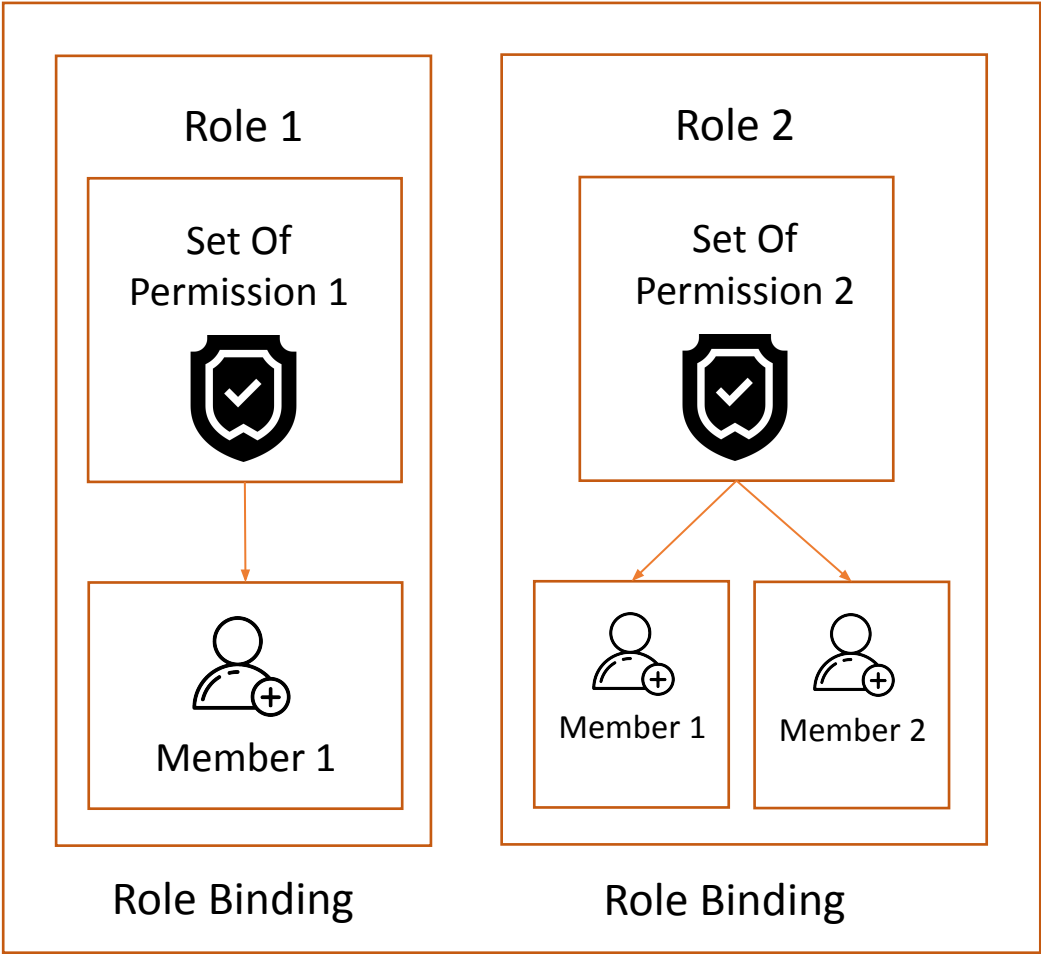 Role 1
Set Of
Permission 1
Member 1
Role Binding
Role 2
Set Of
Permission 2
Member 1
Member 2
Role Binding